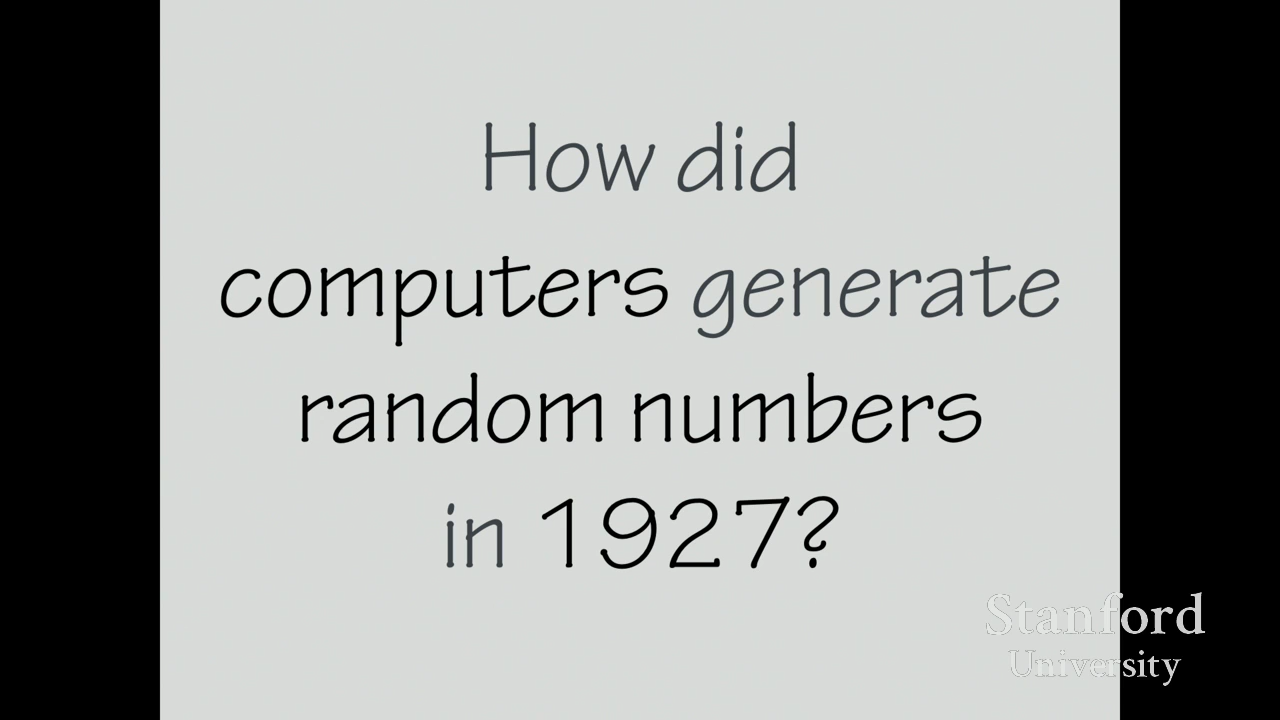 How did
computers generate
random numbers
in 1927?
Stanford
University